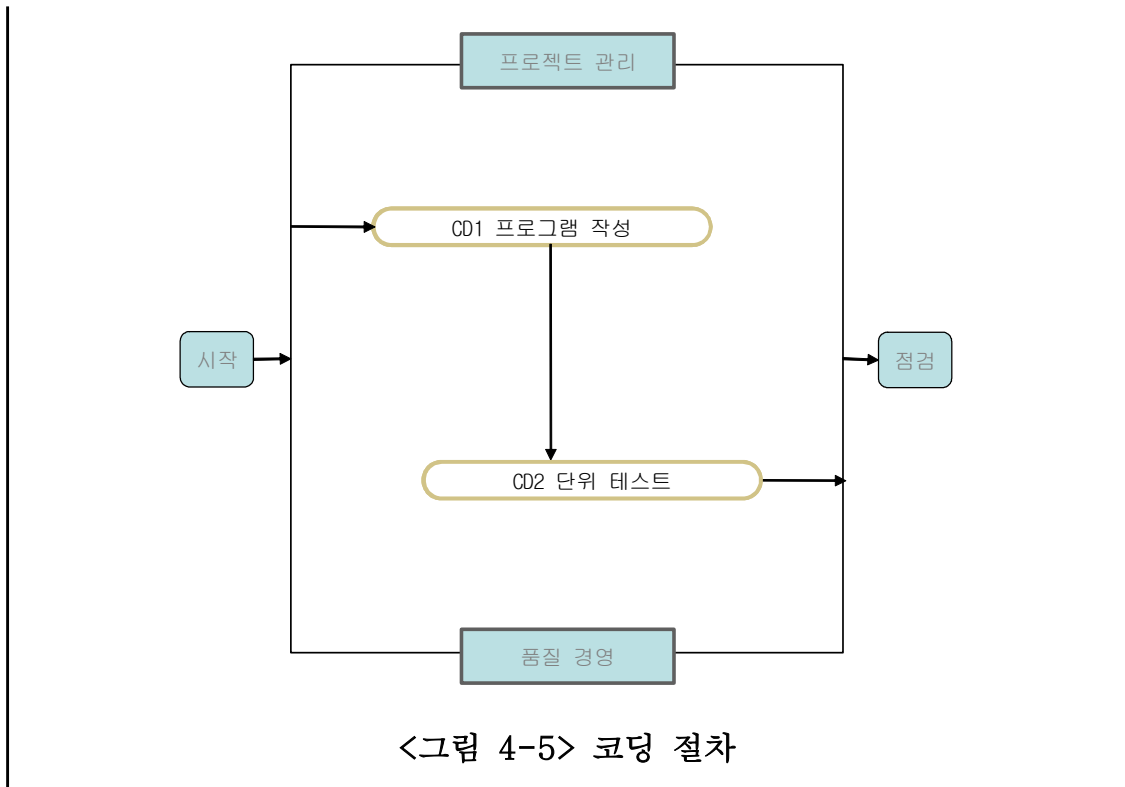 프로젝트 관리
CD1 프로그램 작성
시작
점검
CD2 단위 테스트
품질 경영
<그림 4-5> 코딩 절차